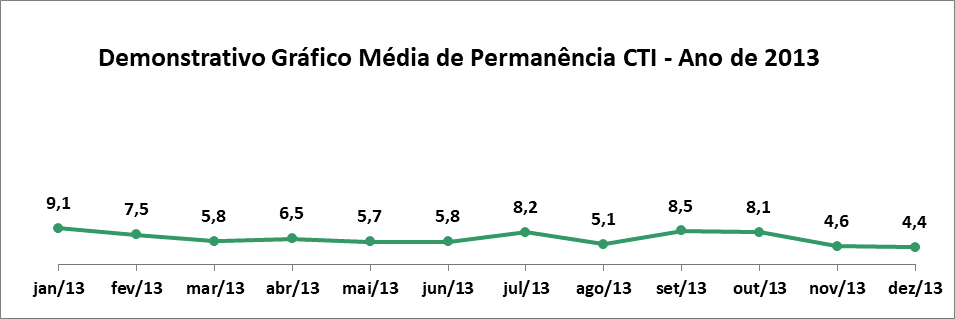 Demonstrativo Gráfico Média de Permanência CTI - Ano de 2013
9,1 7,5 5,8 6,5 5,7 5,8 8,2 5,1 8,5 8,1 4,6 4,4
jan/13 fev/13 mar/13 abr/13 mai/13 jun/13 jul/13 ago/13 set/13 out/13 nov/13 dez/13